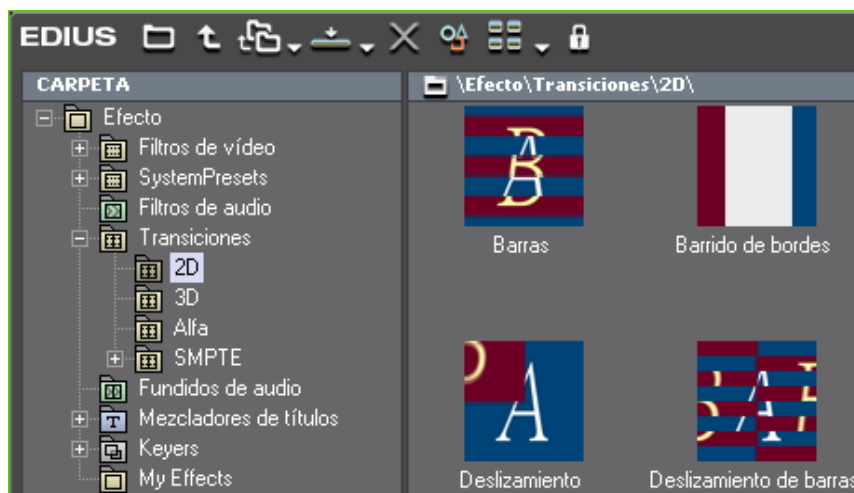 EDIUS
CARPETA
Efecto
Filtros de vídeo
SystemPresets
Filtros de audio
Transiciones
2D
3D
Alfa
SMPTE
Fundidos de audio
T Mezcladores de títulos
Keyers
My Effects
\Efecto\Transiciones\2D\
A
B
A
Barras
Barrido de bordes
A
Deslizamiento
Deslizamiento de barras